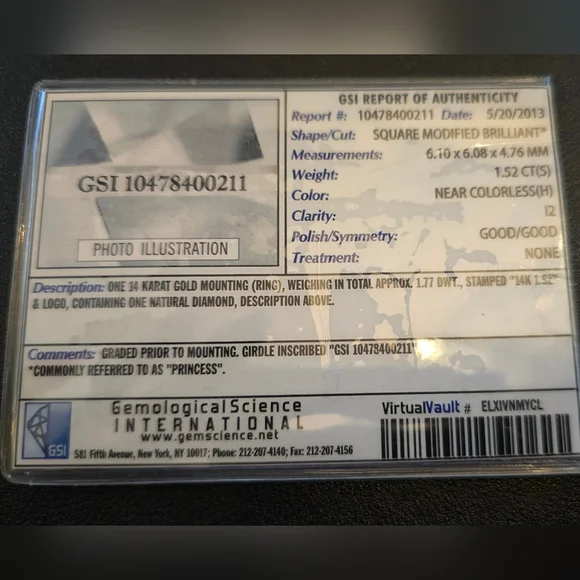 GSI 10478400211
PHOTO ILLUSTRATION
GSI REPORT OF AUTHENTICITY
Report #: 10478400211 Date: 5/20/2013
Shape/Cut: SQUARE MODIFIED BRILLIANT*
Measurements: 6.10 x 6.08 x 4.76 MM
Weight: 1.52 CT(S)
Color: NEAR COLORLESS(H)
Clarity: I2
Polish/Symmetry: GOOD/GOOD
Treatment: NONE
Description: ONE 14 KARAT GOLD MOUNTING (RING), WEIGHING IN TOTAL APPROX. 1.77 DWT., STAMPED "14K 1.52"
& LOGO, CONTAINING ONE NATURAL DIAMOND, DESCRIPTION ABOVE.
Comments: GRADED PRIOR TO MOUNTING. GIRDLE INSCRIBED "GSI 10478400211"
*COMMONLY REFERRED TO AS "PRINCESS".
GSI
Gemological Science
INTERNATIONAL
www.gemscience.net
581 Fifth Avenue, New York, NY 10017; Phone: 212-207-4140; Fax: 212-207-4156
VirtualVault # ELXIVNMYCL